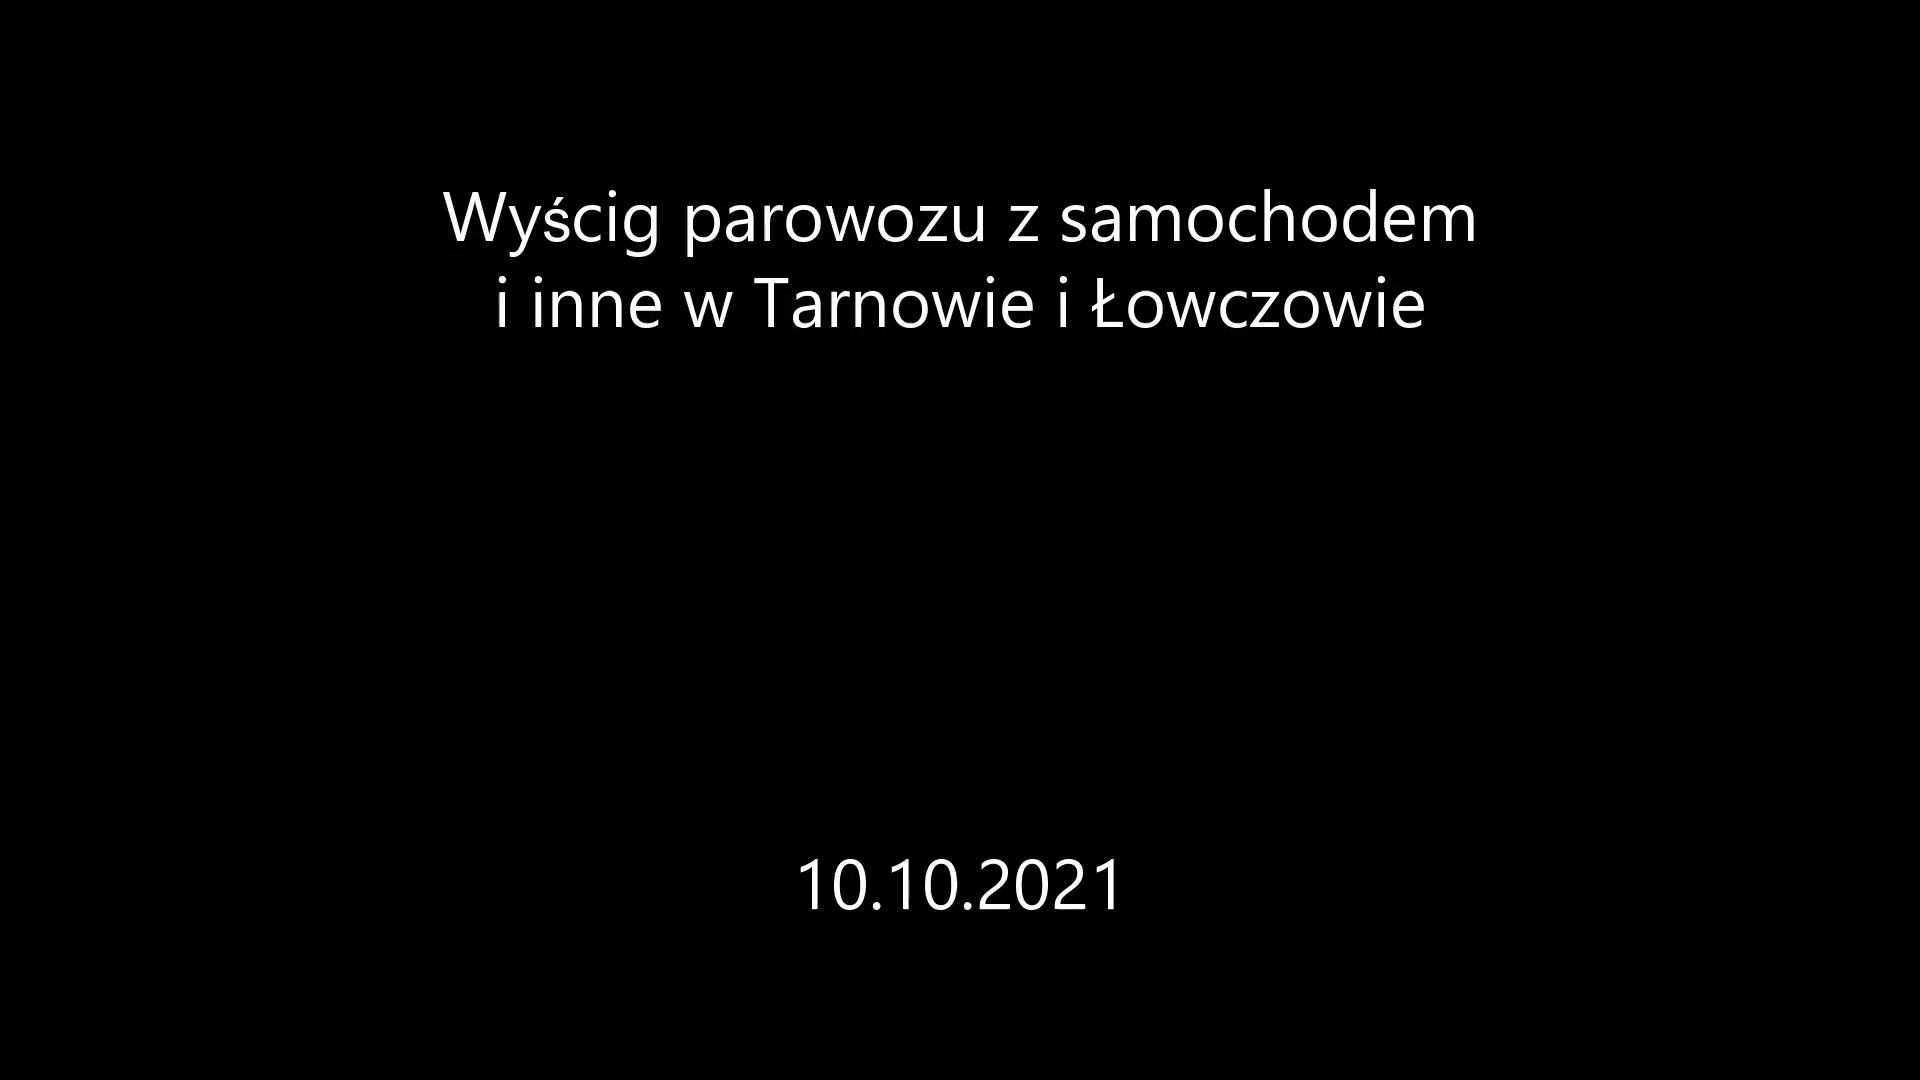 Wyścig parowozu z samochodem
i inne w Tarnowie i Łowczowie
10.10.2021